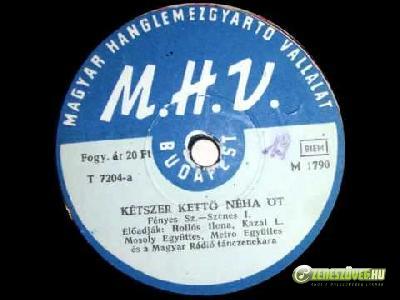 MAGYAR HANGLEMEZGYÁRTÓ VÁLLALAT
M.H.V.
BUDAPEST
Fogy. ár 20 Ft
BIEM
T 7204-a
M 1790
KÉTSZER KETTŐ NÉHA ÖT
Fényes Sz.—Szenes I.
Előadják: Hollós Ilona, Kazal L.
Mosoly Együttes, Metro Együttes
és a Magyar Rádió tánczenekara
ZENESZÖVEG.HU